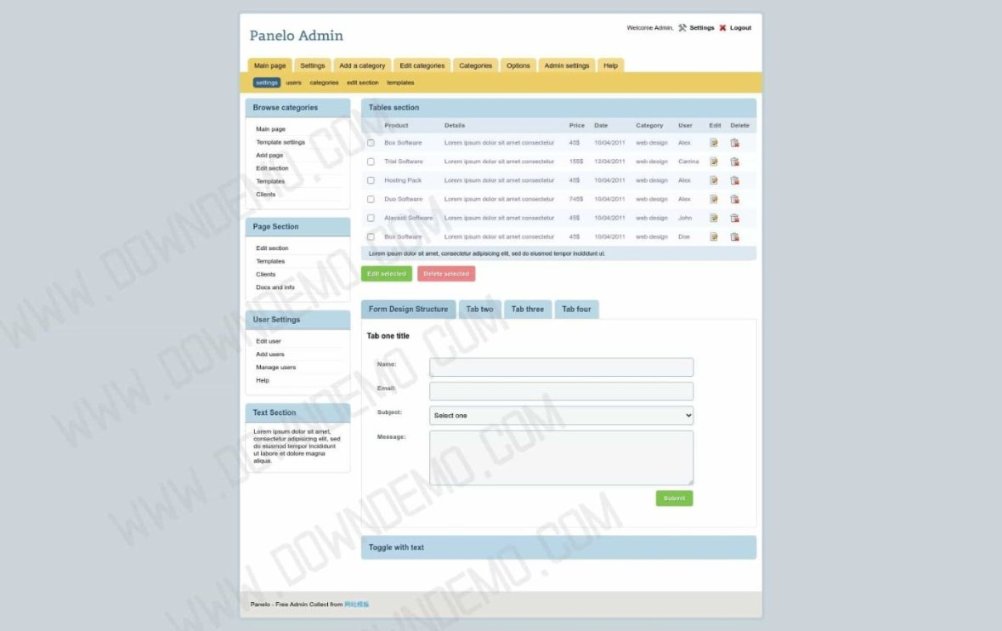 Panelo Admin
Welcome Admin, Settings Logout
Main page Settings Add a category Edit categories Categories Options Admin settings Help
settings users categories edit section templates
Browse categories
Main page
Template settings
Add page
Edit section
Templates
Clients
Page Section
Edit section
Templates
Clients
Docs and info
User Settings
Edit user
Add users
Manage users
Help
Text Section
Lorem ipsum dolor sit amet,
consectetur adipisicing elit, sed
do eiusmod tempor incididunt
ut labore et dolore magna
aliqua.
Tables section
Product Details Price Date Category User Edit Delete
Box Software Lorem ipsum dolor sit amet consectetur 45$ 10/04/2011 web design Alex
Trial Software Lorem ipsum dolor sit amet consectetur 155$ 12/04/2011 web design Carrina
Hosting Pack Lorem ipsum dolor sit amet consectetur 45$ 10/04/2011 web design Alex
Duo Software Lorem ipsum dolor sit amet consectetur 745$ 10/04/2011 web design Alex
Alavasoft Software Lorem ipsum dolor sit amet consectetur 45$ 10/04/2011 web design John
Box Software Lorem ipsum dolor sit amet consectetur 45$ 10/04/2011 web design Doe
Lorem ipsum dolor sit amet, consectetur adipisicing elit, sed do eiusmod tempor incididunt ut.
Edit selected Delete selected
Form Design Structure Tab two Tab three Tab four
Tab one title
Name:
Email:
Subject: Select one
Message:
Submit
Toggle with text
Panelo - Free Admin Collect from 网站模板
WWW.DOWNDEMO.COM
WWW.DOWNDEMO.COM
WWW.DOWNDEMO.COM
WWW.DOWNDEMO.COM